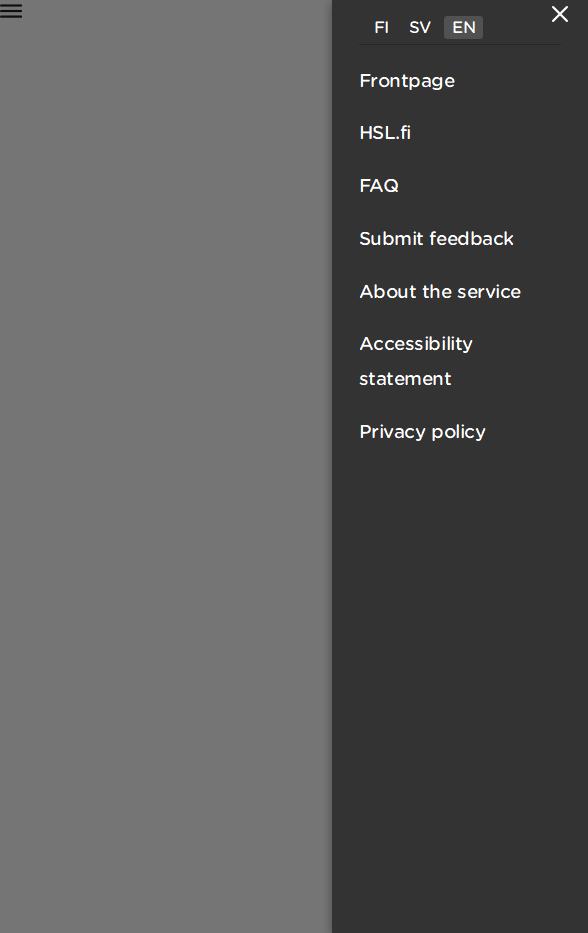 FI SV EN
Frontpage
HSL.fi
FAQ
Submit feedback
About the service
Accessibility
statement
Privacy policy